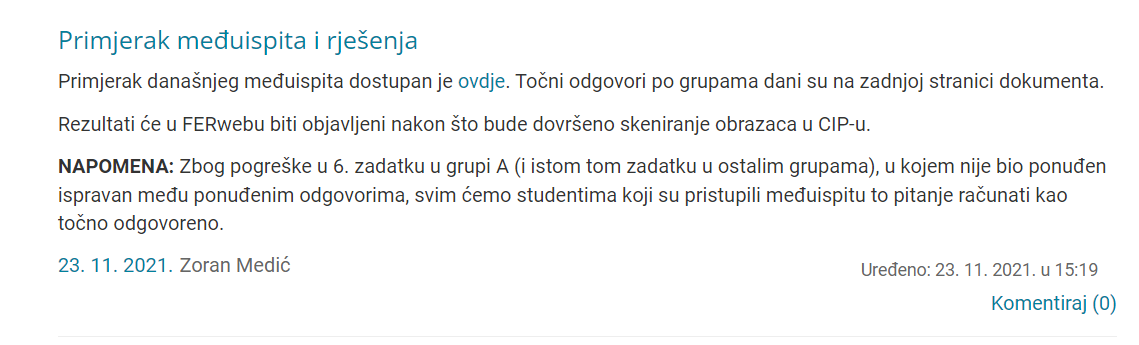 Primjerak međuispita i rješenja
Primjerak današnjeg međuispita dostupan je ovdje. Točni odgovori po grupama dani su na zadnjoj stranici dokumenta.
Rezultati će u FERwebu biti objavljeni nakon što bude dovršeno skeniranje obrazaca u CIP-u.
NAPOMENA: Zbog pogreške u 6. zadatku u grupi A (i istom tom zadatku u ostalim grupama), u kojem nije bio ponuđen
ispravan među ponuđenim odgovorima, svim ćemo studentima koji su pristupili međuispitu to pitanje računati kao
točno odgovoreno.
23. 11. 2021. Zoran Medić
Uređeno: 23. 11. 2021. u 15:19
Komentiraj (0)